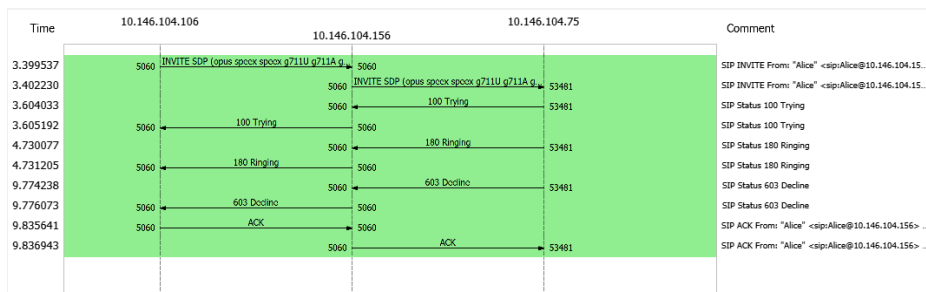 10.146.104.106 10.146.104.75
Time 10.146.104.156 Comment
3.399537 5060 INVITE SDP (opus speex speex g711U g711A g... 5060 SIP INVITE From: "Alice" <sip:Alice@10.146.104.15...
3.402230 5060 INVITE SDP (opus speex speex g711U g711A g... 53481 SIP INVITE From: "Alice" <sip:Alice@10.146.104.15...
3.604033 5060 100 Trying 53481 SIP Status 100 Trying
3.605192 5060 100 Trying 5060 SIP Status 100 Trying
4.730077 5060 180 Ringing 53481 SIP Status 180 Ringing
4.731205 5060 180 Ringing 5060 SIP Status 180 Ringing
9.774238 5060 603 Decline 53481 SIP Status 603 Decline
9.776073 5060 603 Decline 5060 SIP Status 603 Decline
9.835641 5060 ACK 5060 SIP ACK From: "Alice" <sip:Alice@10.146.104.156> ...
9.836943 5060 ACK 53481 SIP ACK From: "Alice" <sip:Alice@10.146.104.156> ...